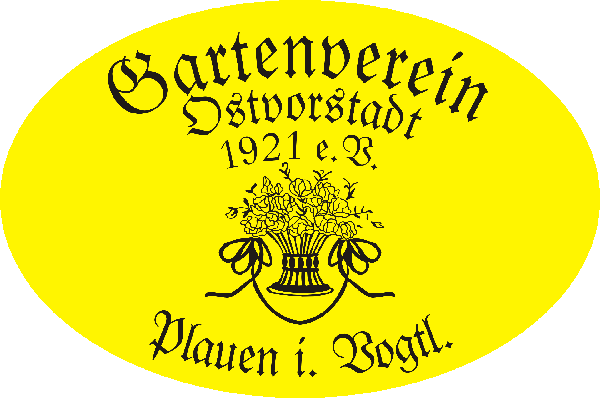 Gartenverein
Ostvorstadt
1921 e.V.
Plauen i. Vogtl.